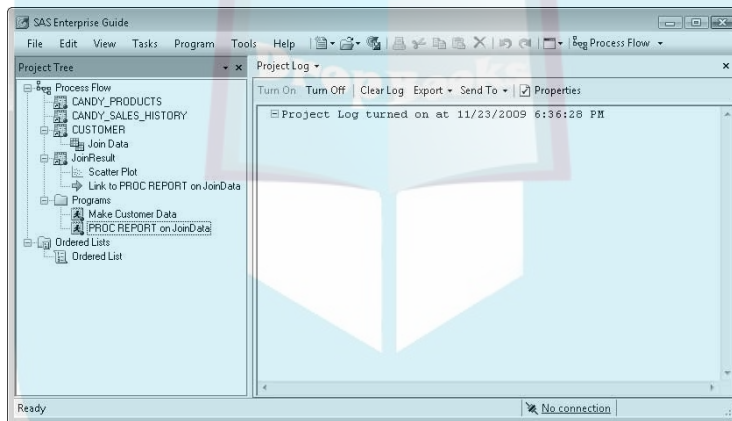 SAS Enterprise Guide
File Edit View Tasks Program Tools Help Process Flow
Project Tree
Project Log
Turn On Turn Off Clear Log Export Send To Properties
Process Flow
CANDY_PRODUCTS
CANDY_SALES_HISTORY
CUSTOMER
Join Data
JoinResult
Scatter Plot
Link to PROC REPORT on JoinData
Programs
Make Customer Data
PROC REPORT on JoinData
Ordered Lists
Ordered List
Project Log turned on at 11/23/2009 6:36:28 PM
Ready
No connection